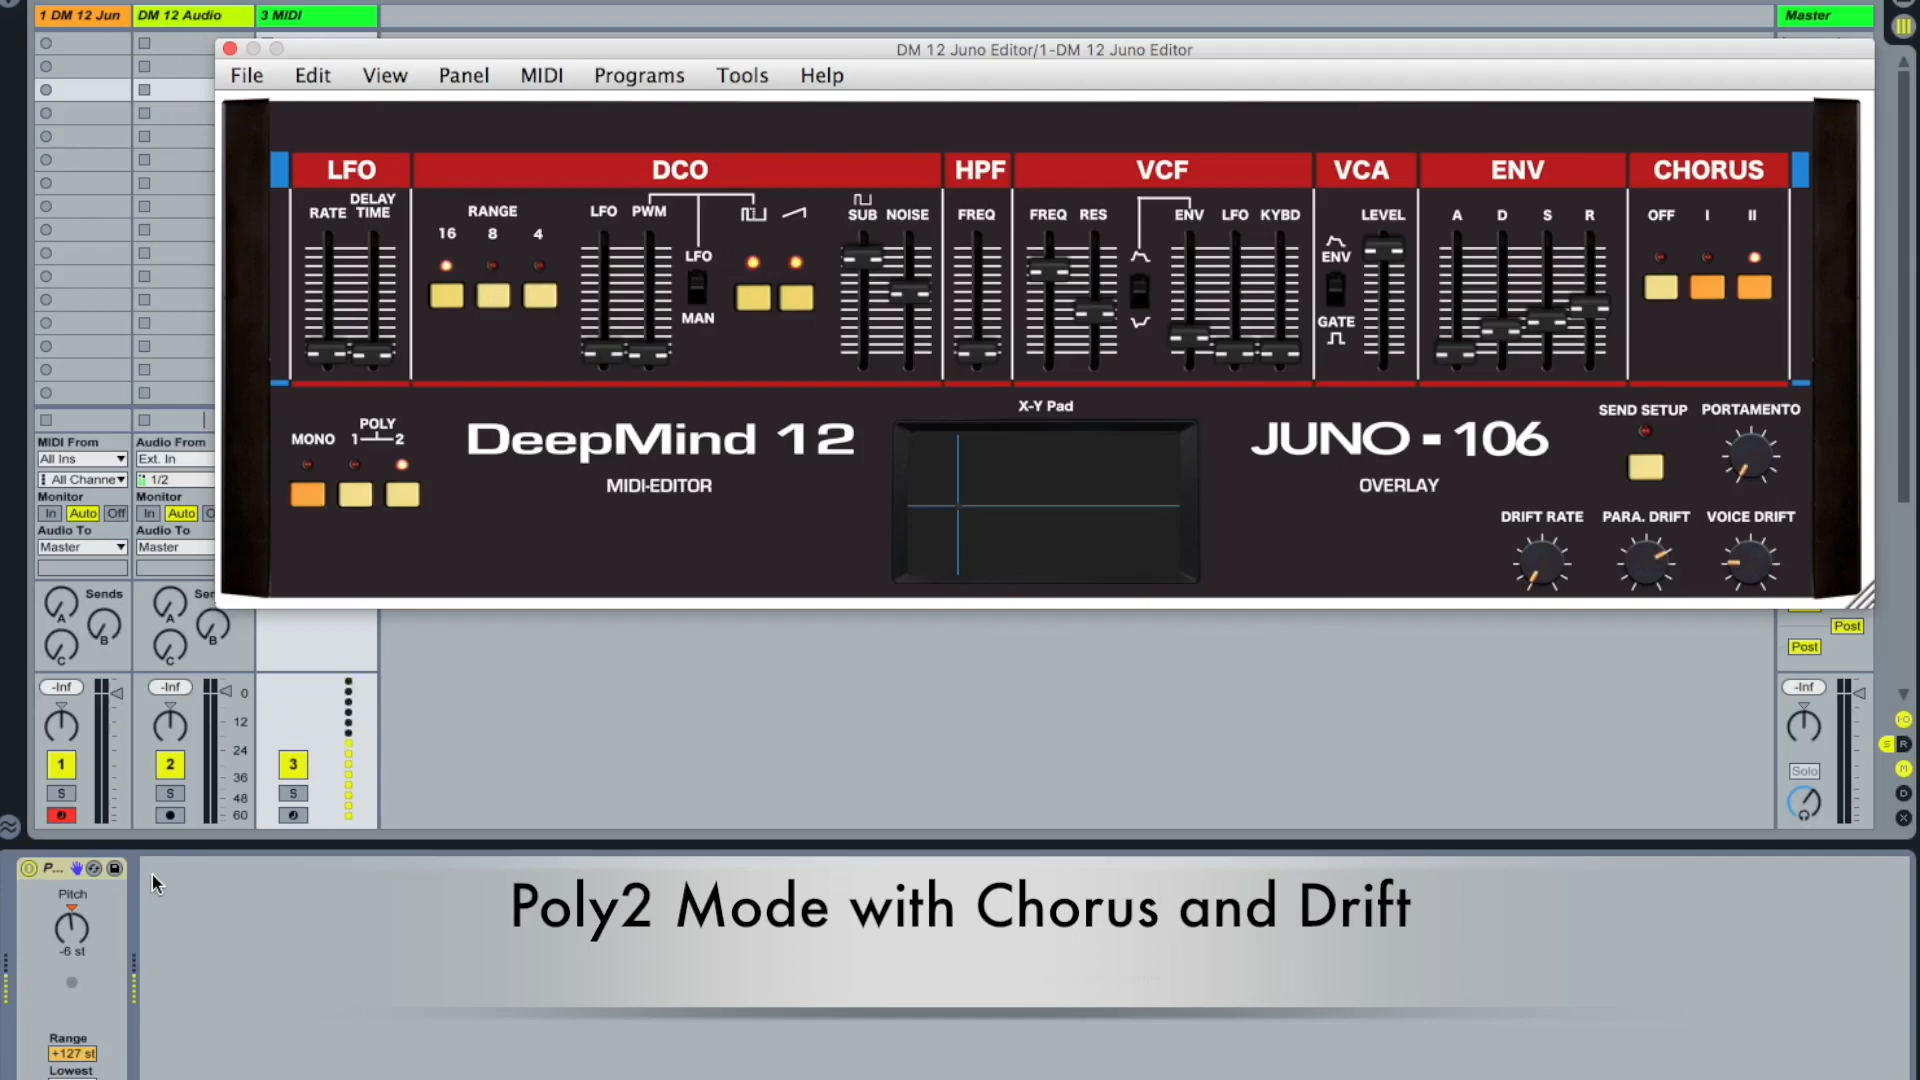 1 DM 12 Jun DM 12 Audio 3 MIDI Master
DM 12 Juno Editor/1-DM 12 Juno Editor
File Edit View Panel MIDI Programs Tools Help
LFO DCO HPF VCF VCA ENV CHORUS
RATE DELAY TIME
RANGE
16 8 4
LFO PWM
LFO
MAN
SUB NOISE
FREQ
FREQ RES
ENV LFO KYBD
LEVEL
ENV
GATE
A D S R
OFF I II
MONO
POLY
1 2
DeepMind 12
MIDI-EDITOR
X-Y Pad
JUNO-106
OVERLAY
SEND SETUP PORTAMENTO
DRIFT RATE PARA. DRIFT VOICE DRIFT
MIDI From Audio From
All Ins Ext. In
All Channe 1/2
Monitor Monitor
In Auto Off In Auto
Audio To Audio To
Master Master
Sends
A B C
A B C
Post
Post
-Inf -Inf -Inf
0
12
24
36
48
60
1 2 3
S S S
Solo
S R
M
D
X
P...
Pitch
-6 st
Range
+127 st
Lowest
Poly2 Mode with Chorus and Drift